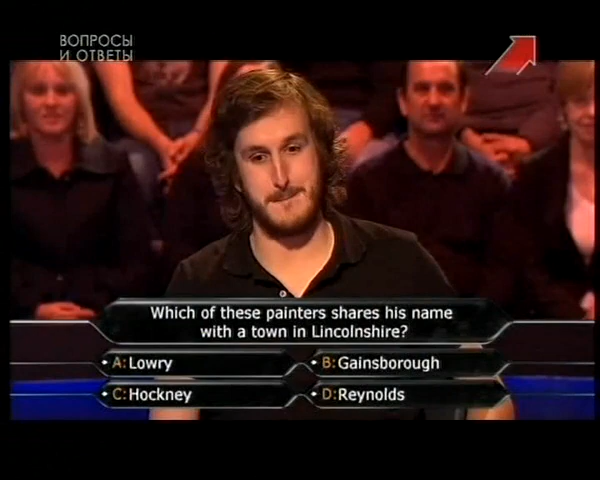 ВОПРОСЫ
И ОТВЕТЫ
Which of these painters shares his name
with a town in Lincolnshire?
A: Lowry
B: Gainsborough
C: Hockney
D: Reynolds